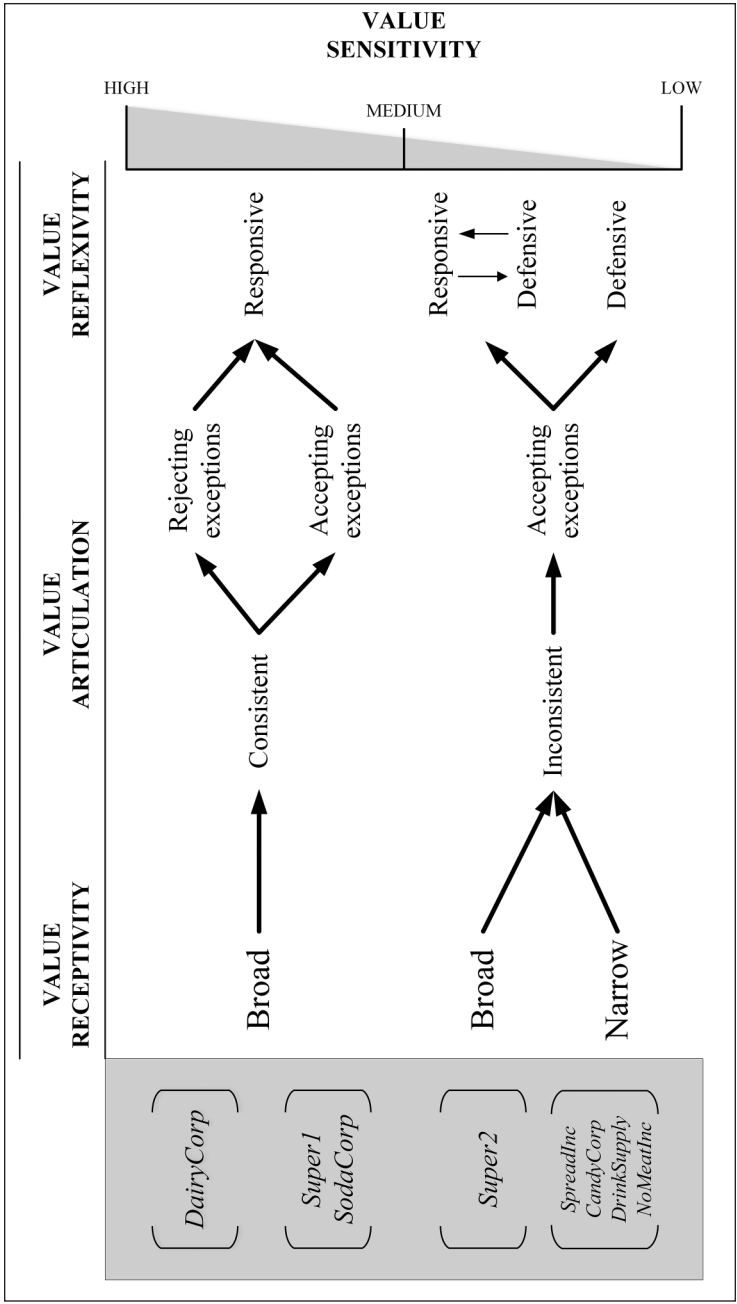 VALUE
RECEPTIVITY
VALUE
ARTICULATION
VALUE
REFLEXIVITY
VALUE
SENSITIVITY
HIGH
MEDIUM
LOW
DairyCorp
Super1
SodaCorp
Broad
Consistent
Rejecting
exceptions
Accepting
exceptions
Responsive
Super2
SpreadInc
CandyCorp
DrinkSupply
NoMeatInc
Broad
Narrow
Inconsistent
Accepting
exceptions
Responsive
Defensive
Defensive